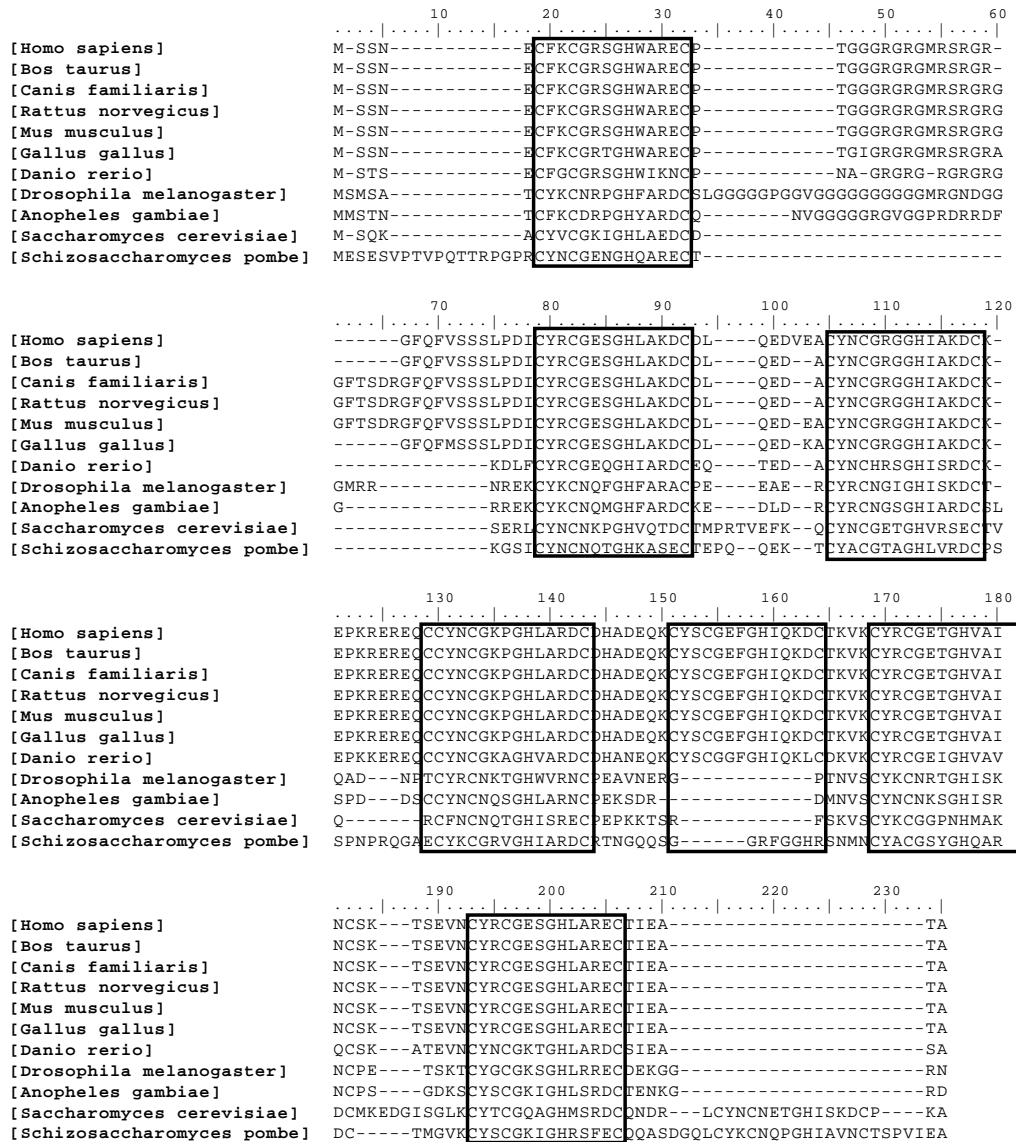 10 20 30 40 50 60
....|....|....|....|....|....|....|....|....|....|....|....|
[Homo sapiens] M-SSN------------ECFKCGRSGHWARECP------------TGGGRGRGMRSRGR-
[Bos taurus] M-SSN------------ECFKCGRSGHWARECP------------TGGGRGRGMRSRGR-
[Canis familiaris] M-SSN------------ECFKCGRSGHWARECP------------TGGGRGRGMRSRGRG
[Rattus norvegicus] M-SSN------------ECFKCGRSGHWARECP------------TGGGRGRGMRSRGRG
[Mus musculus] M-SSN------------ECFKCGRSGHWARECP------------TGGGRGRGMRSRGRG
[Gallus gallus] M-SSN------------ECFKCGRTGHWARECP------------TGIGRGRGMRSRGRA
[Danio rerio] M-STS------------ECFGCGRSGHWIKNCP------------NA-GRGRG-RGRGRG
[Drosophila melanogaster] MSMSA------------TCYKCNRPGHFARDCSLGGGGGPGGVGGGGGGGGGGMRGNDGG
[Anopheles gambiae] MMSTN------------TCFKCDRPGHYARDCQ--------NVGGGGGRGVGGPRDRRDF
[Saccharomyces cerevisiae] M-SQK------------ACYVCGKIGHLAEDCD---------------------------
[Schizosaccharomyces pombe] MESESVPTVPQTTRPGPRCYNCGENGHQARECT---------------------------
70 80 90 100 110 120
....|....|....|....|....|....|....|....|....|....|....|....|
[Homo sapiens] ------GFQFVSSSLPDICYRCGESGHLAKDCDL---QEDVEACYNCGRGGHIAKDCK-
[Bos taurus] ------GFQFVSSSLPDICYRCGESGHLAKDCDL----QED--ACYNCGRGGHIAKDCK-
[Canis familiaris] GFTSDRGFQFVSSSLPDICYRCGESGHLAKDCDL----QED--ACYNCGRGGHIAKDCK-
[Rattus norvegicus] GFTSDRGFQFVSSSLPDICYRCGESGHLAKDCDL----QED--ACYNCGRGGHIAKDCK-
[Mus musculus] GFTSDRGFQFVSSSLPDICYRCGESGHLAKDCDL----QED-EACYNCGRGGHIAKDCK-
[Gallus gallus] ------GFQFMSSSLPDICYRCGESGHLAKDCDL----QED-KACYNCGRGGHIAKDCK-
[Danio rerio] --------------KDLFCYRCGEQGHIARDCEQ----TED--ACYNCHRSGHISRDCK-
[Drosophila melanogaster] GMRR----------NREKCYKCNQFGHFARACPE----EAE--RCYRCNGIGHISKDCT-
[Anopheles gambiae] G-------------RREKCYKCNQMGHFARDCKE----DLD--RCYRCNGSGHIARDCSL
[Saccharomyces cerevisiae] --------------SERLCYNCNKPGHVQTDCTMPRTVEFK--QCYNCGETGHVRSECTV
[Schizosaccharomyces pombe] --------------KGSICYNCNQTGHKASECTEPQ--QEK--TCYACGTAGHLVRDCPS
130 140 150 160 170 180
....|....|....|....|....|....|....|....|....|....|....|....|
[Homo sapiens] EPKREREQCCYNCGKPGHLARDCDHADEQKCYSCGEFGHIQKDCTKVKCYRCGETGHVAI
[Bos taurus] EPKREREQCCYNCGKPGHLARDCDHADEQKCYSCGEFGHIQKDCTKVKCYRCGETGHVAI
[Canis familiaris] EPKREREQCCYNCGKPGHLARDCDHADEQKCYSCGEFGHIQKDCTKVKCYRCGETGHVAI
[Rattus norvegicus] EPKREREQCCYNCGKPGHLARDCDHADEQKCYSCGEFGHIQKDCTKVKCYRCGETGHVAI
[Mus musculus] EPKREREQCCYNCGKPGHLARDCDHADEQKCYSCGEFGHIQKDCTKVKCYRCGETGHVAI
[Gallus gallus] EPKREREQCCYNCGKPGHLARDCDHADEQKCYSCGEFGHIQKDCTKVKCYRCGETGHVAI
[Danio rerio] EPKKEREQCCYNCGKAGHVARDCDHANEQKCYSCGGFGHIQKLCDKVKCYRCGEIGHVAV
[Drosophila melanogaster] QAD--NPTCYRCNKTGHWVRNCPEAVNERG------------PTNVSCYKCNRTGHISK
[Anopheles gambiae] SPD---DSCCYNCNQSGHLARNCPEKSDR-------------DMNVSCYNCNKSGHISR
[Saccharomyces cerevisiae] Q-------RCFNCNQTGHISRECPEPKKTSR------------FSKVSCYKCGGPNHMAK
[Schizosaccharomyces pombe] SPNPRQGAECYKCGRVGHIARDCRTNGQQSG------GRFGGHRSNMNCYACGSYGHQAR
190 200 210 220 230
....|....|....|....|....|....|....|....|....|....|....|
[Homo sapiens] NCSK---TSEVNCYRCGESGHLARECTIEA----------------------TA
[Bos taurus] NCSK---TSEVNCYRCGESGHLARECTIEA----------------------TA
[Canis familiaris] NCSK---TSEVNCYRCGESGHLARECTIEA----------------------TA
[Rattus norvegicus] NCSK---TSEVNCYRCGESGHLARECTIEA----------------------TA
[Mus musculus] NCSK---TSEVNCYRCGESGHLARECTIEA----------------------TA
[Gallus gallus] NCSK---TSEVNCYRCGESGHLARECTIEA----------------------TA
[Danio rerio] QCSK---ATEVNCYNCGKTGHLARDCSIEA----------------------SA
[Drosophila melanogaster] NCPE---TSKTCYGCGKSGHLRRECDEKGG----------------------RN
[Anopheles gambiae] NCPS---GDKSCYSCGKIGHLSRDCTENKG----------------------RD
[Saccharomyces cerevisiae] DCMKEDGISGLKCYTCGQAGHMSRDCQNDR---LCYNCNETGHISKDCP---KA
[Schizosaccharomyces pombe] DC-----TMGVKCYSCGKIGHRSFECQQASDGQLCYKCNQPGHIAVNCTSPVIEA